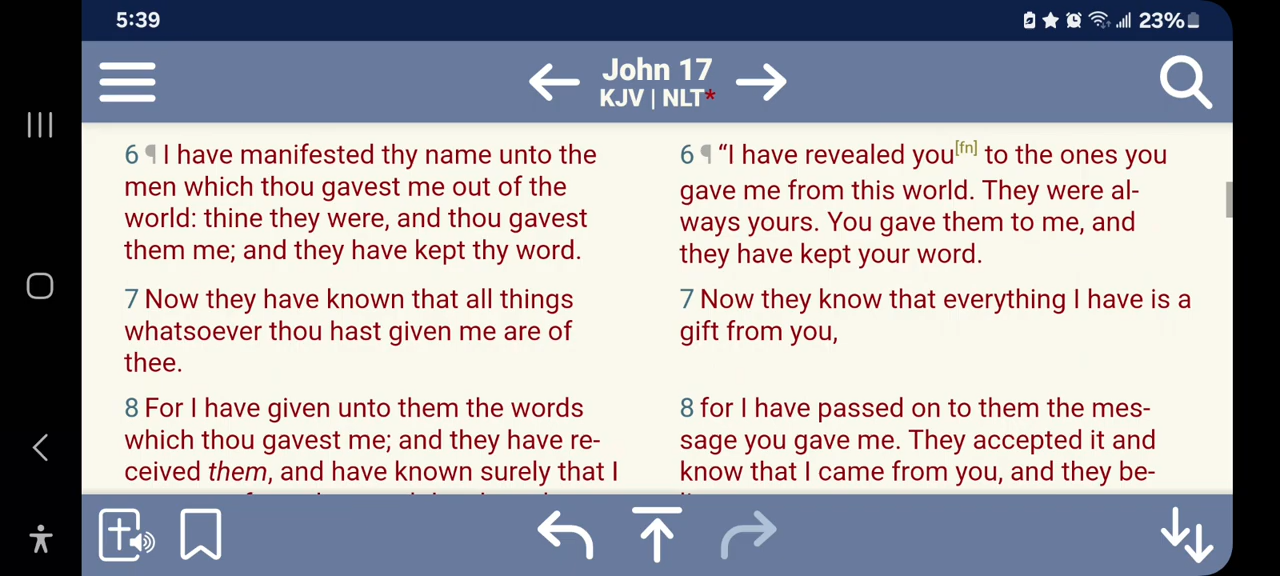 5:39
23%
John 17
KJV | NLT*
6 ¶ I have manifested thy name unto the
men which thou gavest me out of the
world: thine they were, and thou gavest
them me; and they have kept thy word.
7 Now they have known that all things
whatsoever thou hast given me are of
thee.
8 For I have given unto them the words
which thou gavest me; and they have re-
ceived them, and have known surely that I
6 ¶ “I have revealed you[fn] to the ones you
gave me from this world. They were al-
ways yours. You gave them to me, and
they have kept your word.
7 Now they know that everything I have is a
gift from you,
8 for I have passed on to them the mes-
sage you gave me. They accepted it and
know that I came from you, and they be-